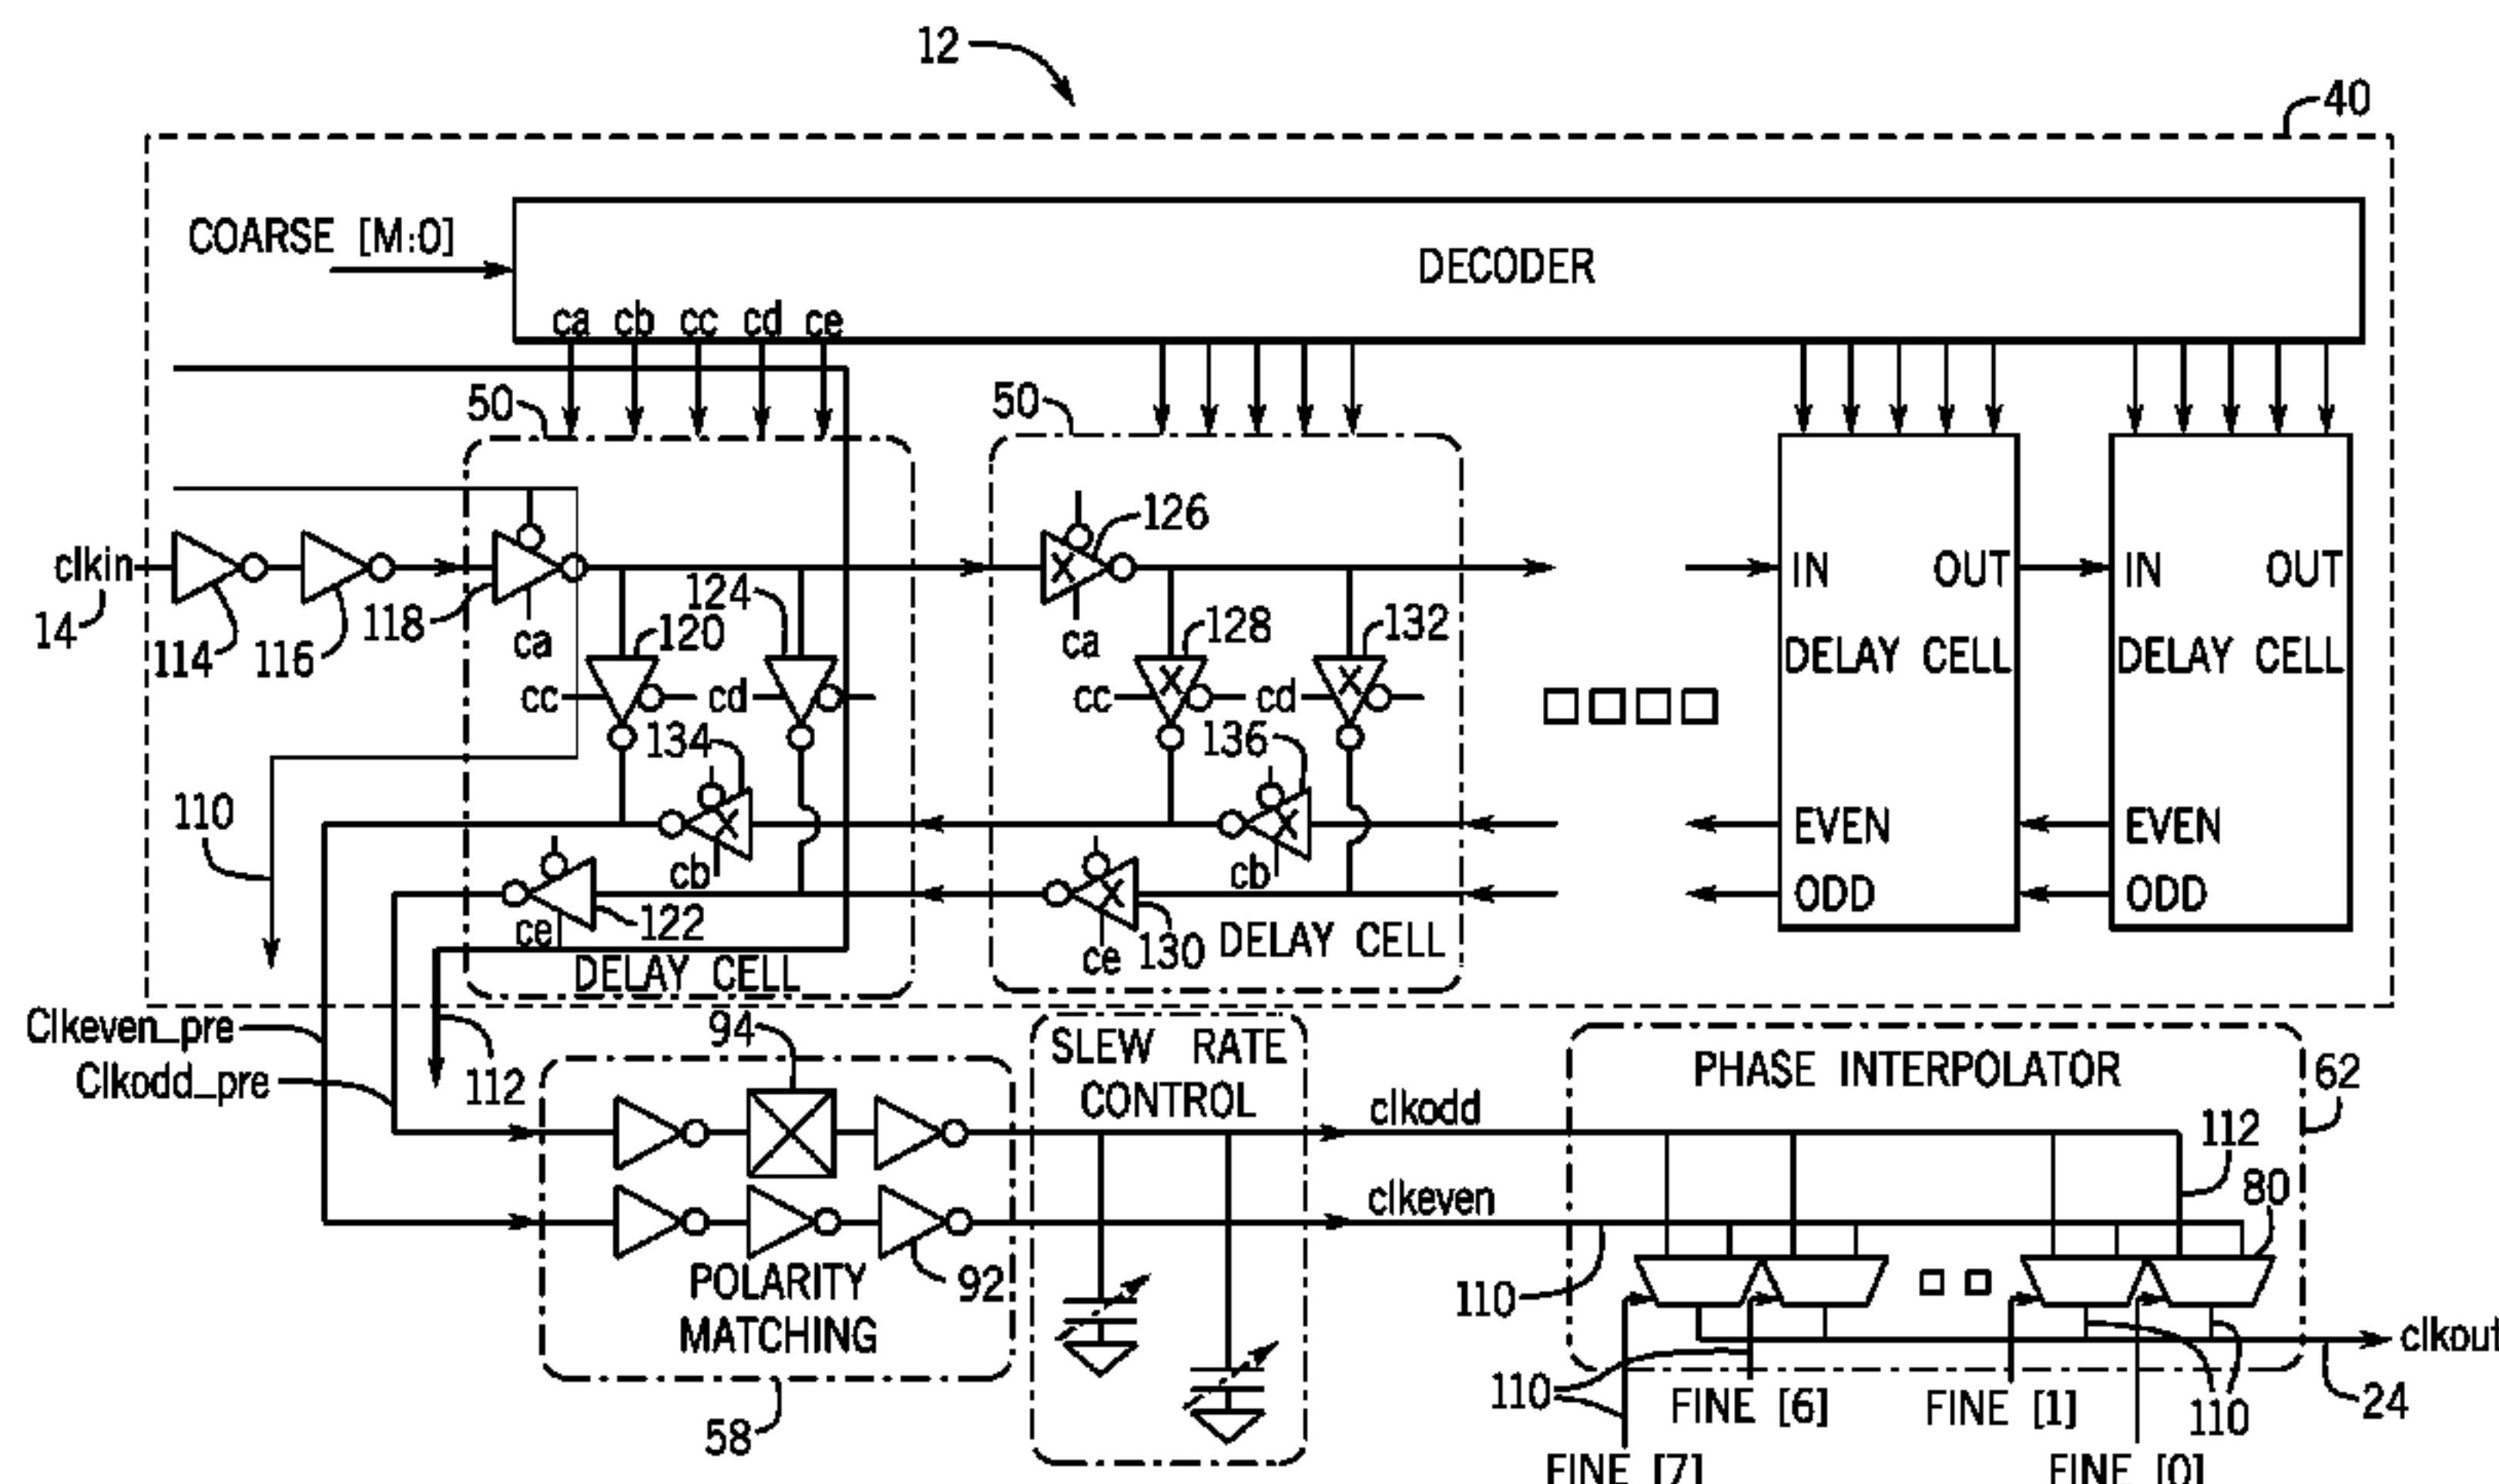 12
40
COARSE [M:0]
DECODER
ca cb cc cd ce
50
50
clkin
14
114
116
118
ca
120
124
cc
cd
134
cb
122
ce
DELAY CELL
126
ca
128
132
cc
cd
136
cb
130
ce
DELAY CELL
IN OUT
DELAY CELL
EVEN
ODD
IN OUT
DELAY CELL
EVEN
ODD
110
Clkeven_pre
Clkodd_pre
112
94
POLARITY
MATCHING
92
58
SLEW RATE
CONTROL
clkodd
clkeven
PHASE INTERPOLATOR
62
112
80
110
110
FINE [7]
FINE [6]
FINE [1]
FINE [0]
110
24
clkout